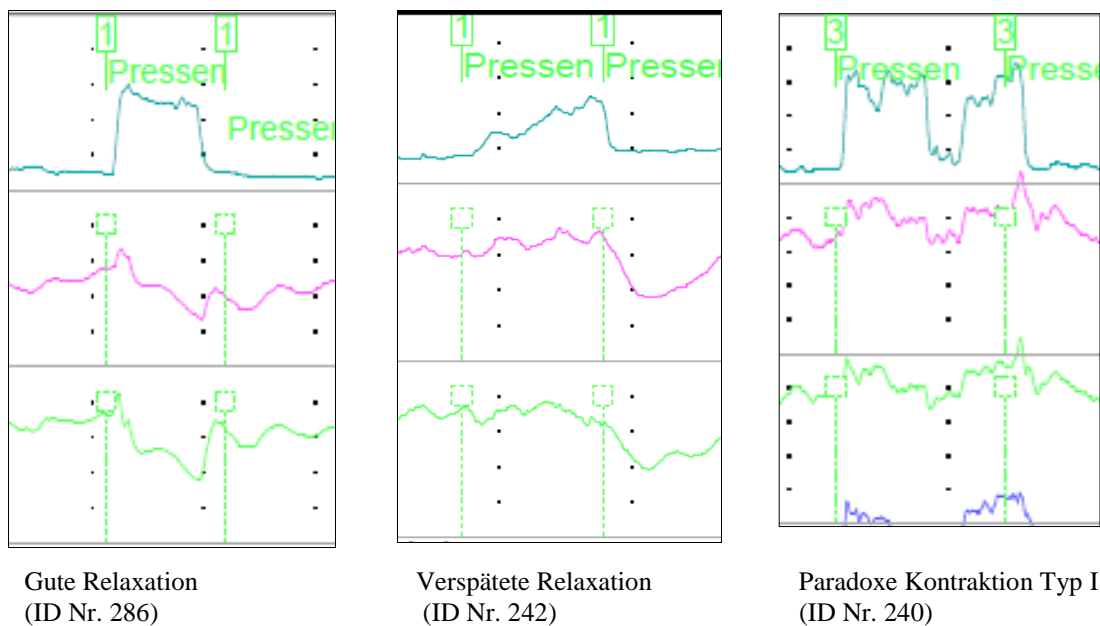 1 1
Pressen
Pressen
1 1
Pressen Pressen
3 3
Pressen Presse
Gute Relaxation
(ID Nr. 286)
Verspätete Relaxation
(ID Nr. 242)
Paradoxe Kontraktion Typ I
(ID Nr. 240)